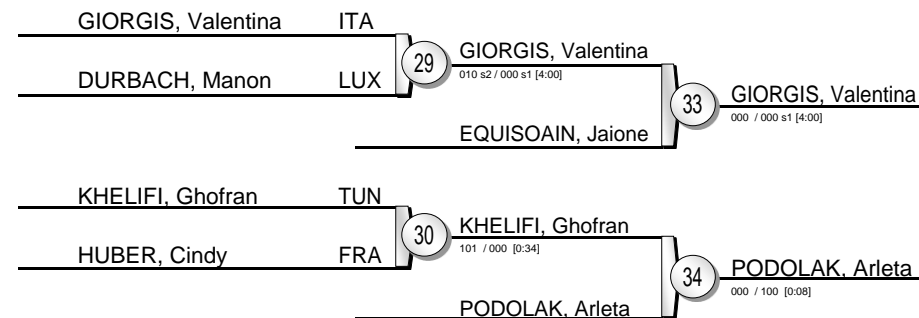 GIORGIS, Valentina ITA
DURBACH, Manon LUX
29
GIORGIS, Valentina
010 s2 / 000 s1 [4:00]
EQUISOAIN, Jaione
33
GIORGIS, Valentina
000 / 000 s1 [4:00]
KHELIFI, Ghofran TUN
HUBER, Cindy FRA
30
KHELIFI, Ghofran
101 / 000 [0:34]
PODOLAK, Arleta
34
PODOLAK, Arleta
000 / 100 [0:08]